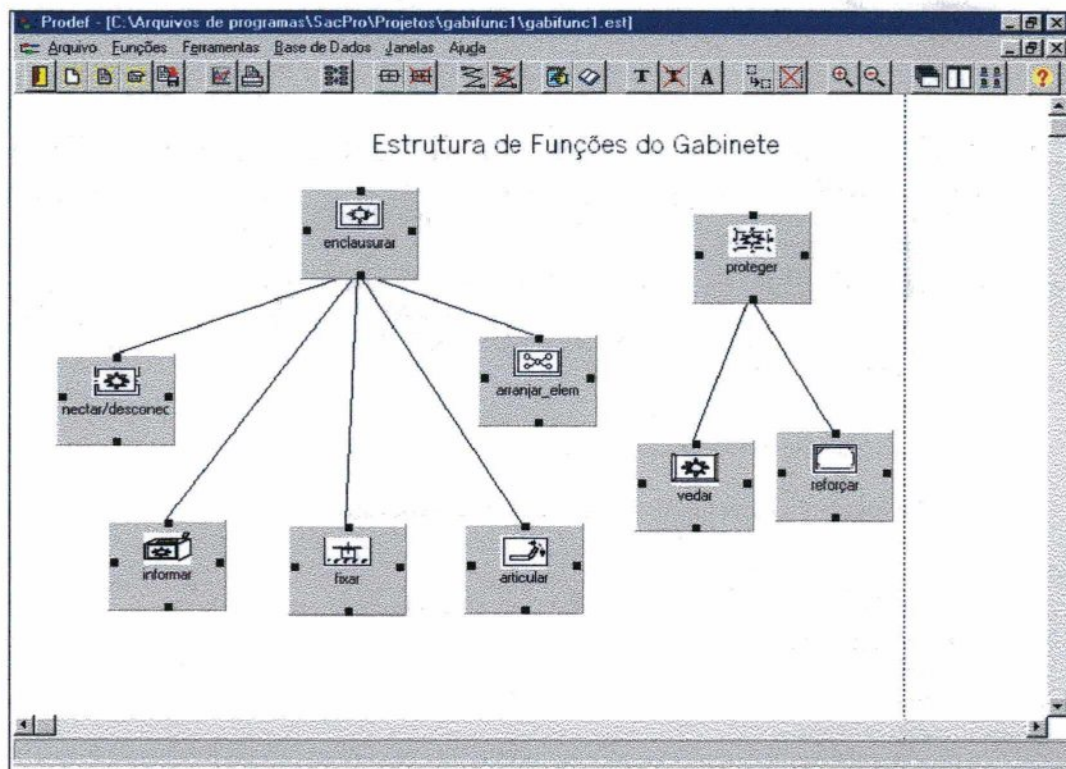 Prodef - [C:\Arquivos de programas\SacPro\Projetos\gabifunc1\gabifunc1.est]
Arquivo Funções Ferramentas Base de Dados Janelas Ajuda
T T A ?
Estrutura de Funções do Gabinete
enclausurar
proteger
nectar/desconec
arranjar_elem
vedar
reforçar
informar
fixar
articular